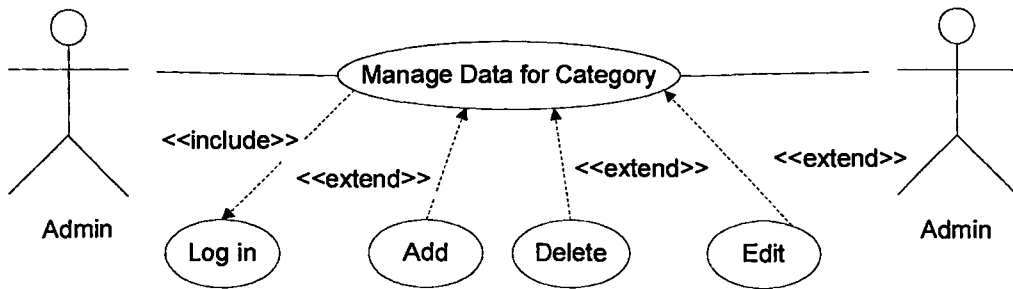 Manage Data for Category
<<include>>
<<extend>>
<<extend>>
<<extend>>
Admin
Log in
Add
Delete
Edit
Admin